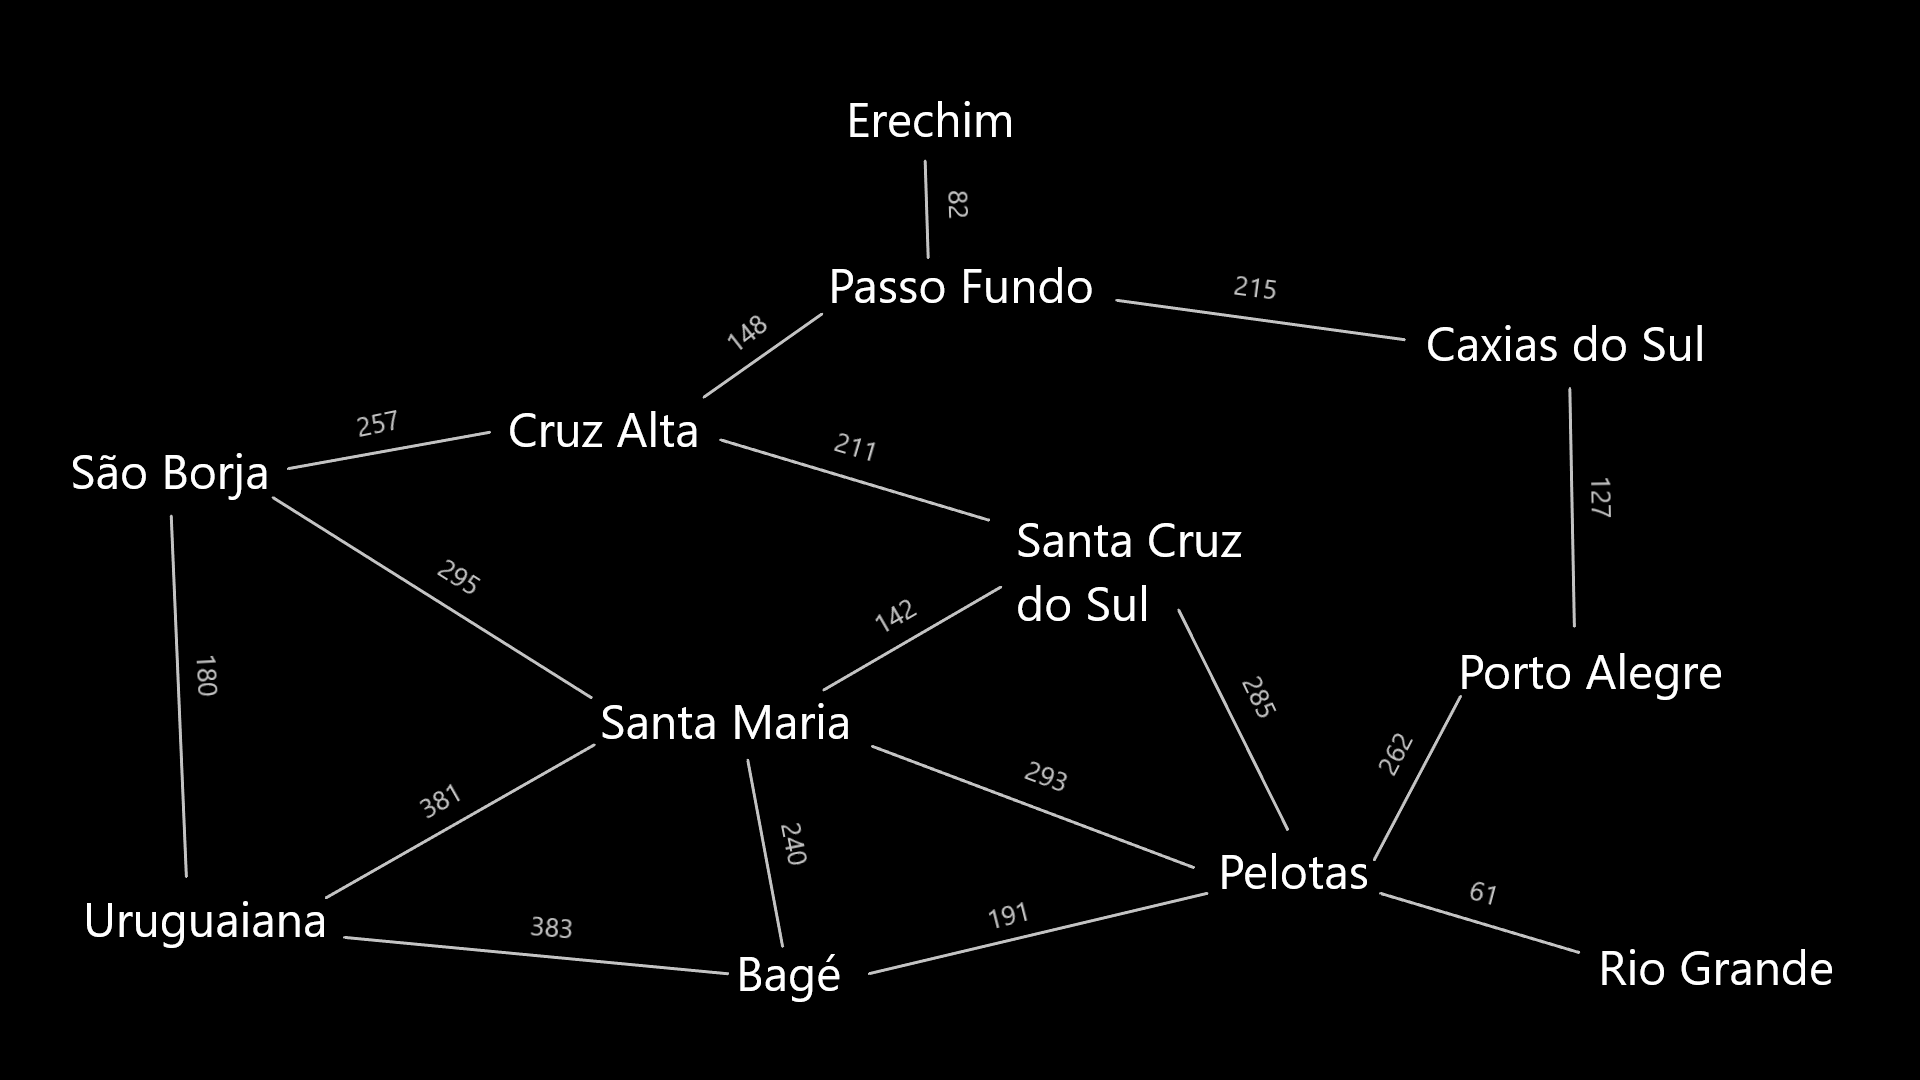 Erechim
82
Passo Fundo
215
148
Caxias do Sul
257
Cruz Alta
211
São Borja
127
Santa Cruz
do Sul
295
142
180
Porto Alegre
285
Santa Maria
262
293
381
240
Pelotas
61
191
Uruguaiana
383
Bagé
Rio Grande